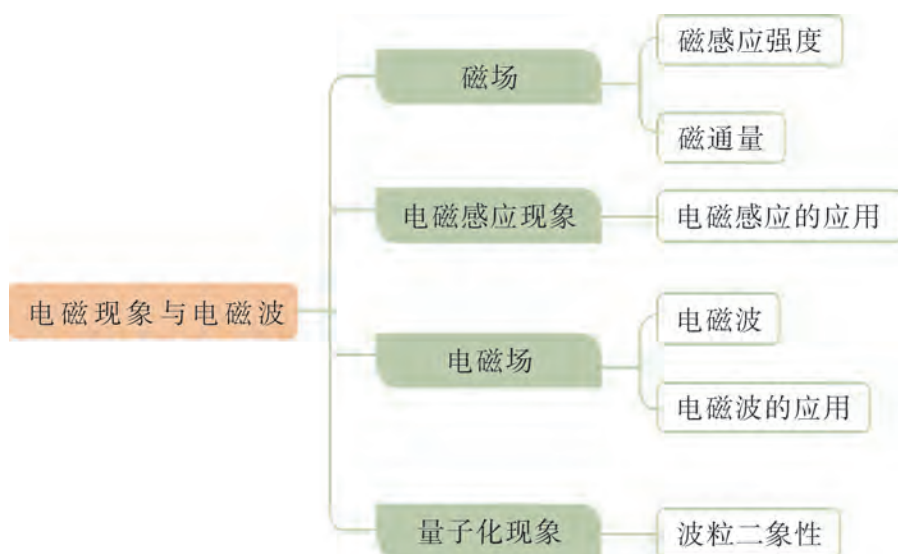 电磁现象与电磁波
磁场
磁感应强度
磁通量
电磁感应现象
电磁感应的应用
电磁场
电磁波
电磁波的应用
量子化现象
波粒二象性